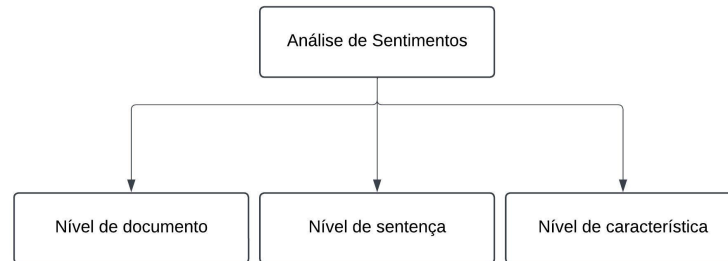 Análise de Sentimentos
Nível de documento
Nível de sentença
Nível de característica